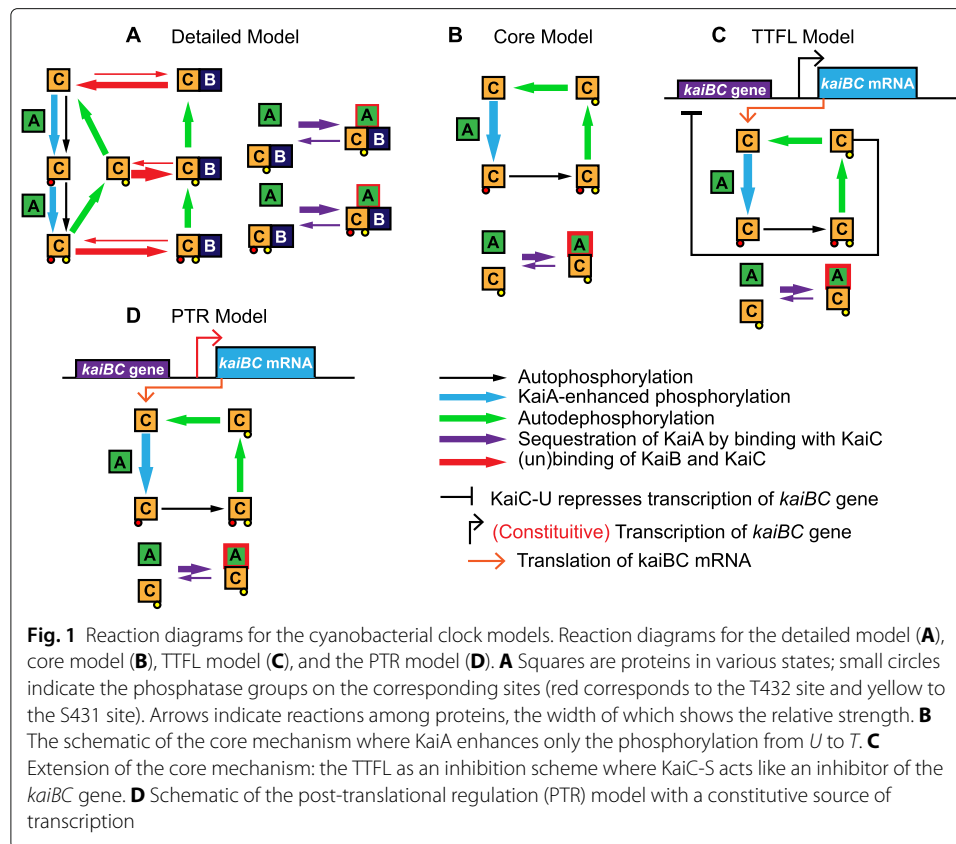 A Detailed Model
C
C B
A
C
C
C B
A
C
C B
A
A
C B
C B
A
A
C B
C B
B Core Model
C
C
A
C
C
A
A
C
C
C TTFL Model
kaiBC gene
kaiBC mRNA
C
C
A
C
C
A
A
C
C
D PTR Model
kaiBC gene
kaiBC mRNA
C
C
A
C
C
A
A
C
C
Autophosphorylation
KaiA-enhanced phosphorylation
Autodephosphorylation
Sequestration of KaiA by binding with KaiC
(un)binding of KaiB and KaiC
KaiC-U represses transcription of kaiBC gene
(Constituitive) Transcription of kaiBC gene
Translation of kaiBC mRNA
Fig. 1 Reaction diagrams for the cyanobacterial clock models. Reaction diagrams for the detailed model (A),
core model (B), TTFL model (C), and the PTR model (D). A Squares are proteins in various states; small circles
indicate the phosphatase groups on the corresponding sites (red corresponds to the T432 site and yellow to
the S431 site). Arrows indicate reactions among proteins, the width of which shows the relative strength. B
The schematic of the core mechanism where KaiA enhances only the phosphorylation from U to T. C
Extension of the core mechanism: the TTFL as an inhibition scheme where KaiC-S acts like an inhibitor of the
kaiBC gene. D Schematic of the post-translational regulation (PTR) model with a constitutive source of
transcription